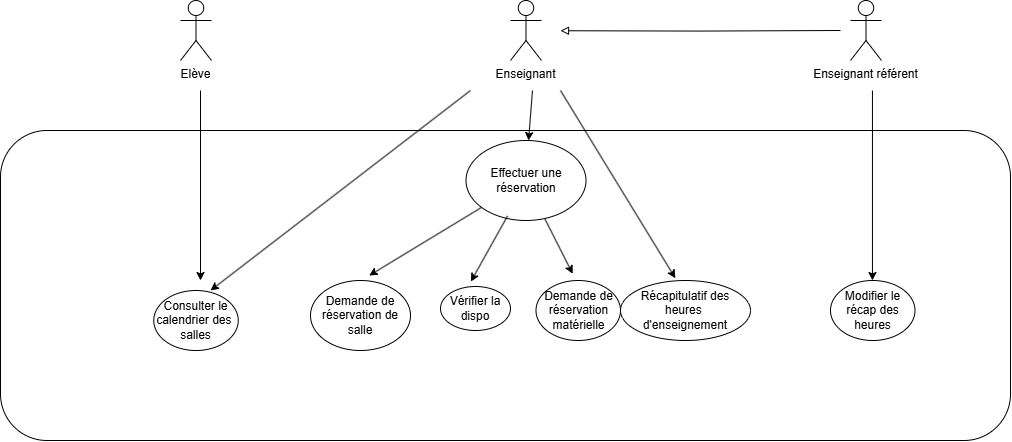 Elève
Enseignant
Enseignant référent
Effectuer une
réservation
Consulter le
calendrier des
salles
Demande de
réservation de
salle
Vérifier la
dispo
Demande de
réservation
matérielle
Récapitulatif des
heures
d'enseignement
Modifier le
récap des
heures